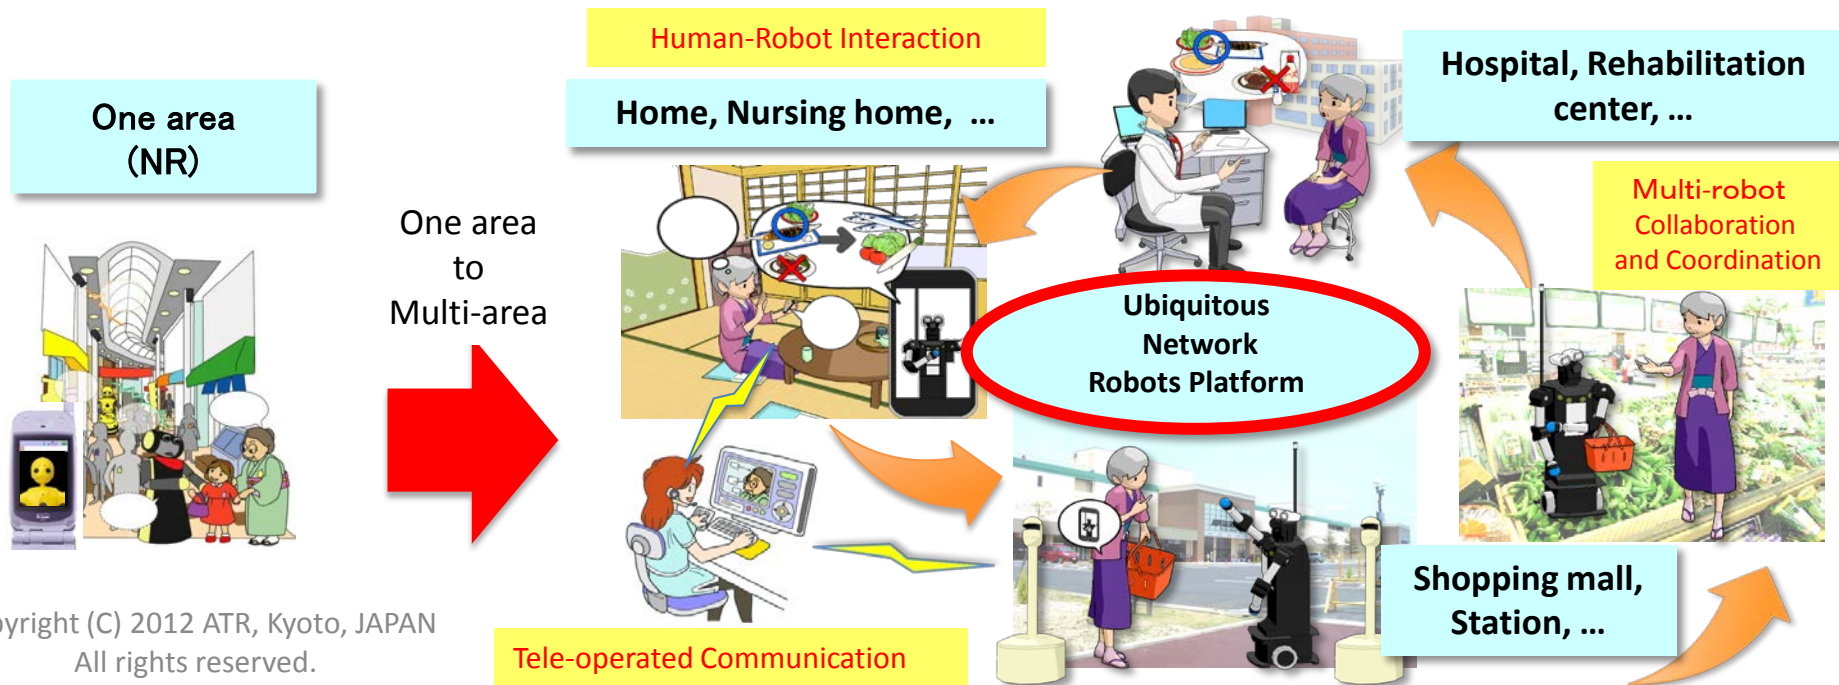 One area
(NR)
One area
to
Multi-area
Human-Robot Interaction
Home, Nursing home, ...
Hospital, Rehabilitation
center, ...
Multi-robot
Collaboration
and Coordination
Ubiquitous
Network
Robots Platform
Shopping mall,
Station, ...
Tele-operated Communication
pyright (C) 2012 ATR, Kyoto, JAPAN
All rights reserved.